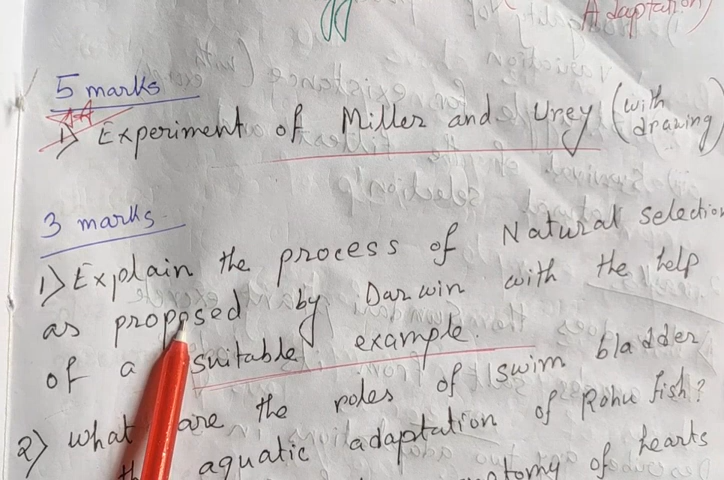 Adaptation)
5 marks
1) Experiment of Miller and Urey (with drawing)
3 marks
1) Explain the process of Natural selection
as proposed by Darwin with the help
of a suitable example.
2) what are the roles of swim bladder
aquatic adaptation of Rohu fish?
of hearts